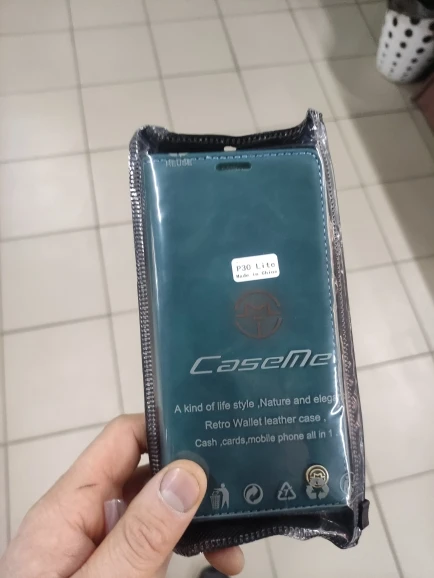 P30 Lite
Made in China
CaseMe
A kind of life style ,Nature and eleg
Retro Wallet leather case ,
Cash ,cards,mobile phone all in 1